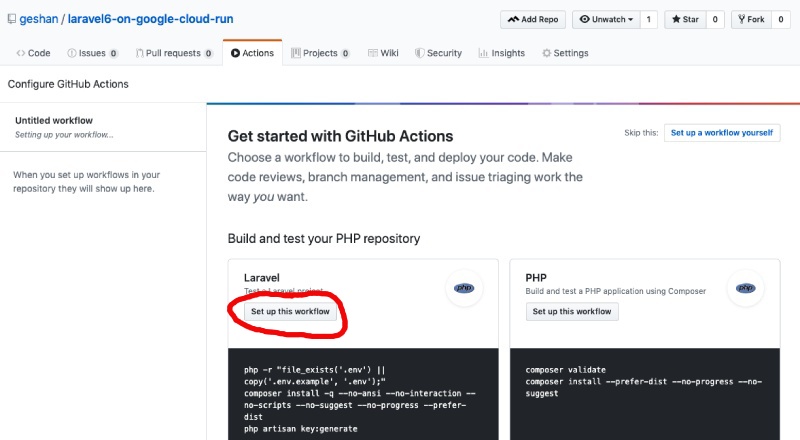 geshan / laravel6-on-google-cloud-run
Add Repo
Unwatch
1
Star
0
Fork
0
Code
Issues 0
Pull requests 0
Actions
Projects 0
Wiki
Security
Insights
Settings
Configure GitHub Actions
Untitled workflow
Setting up your workflow...
When you set up workflows in your
repository they will show up here.
Get started with GitHub Actions
Skip this:
Set up a workflow yourself
Choose a workflow to build, test, and deploy your code. Make
code reviews, branch management, and issue triaging work the
way you want.
Build and test your PHP repository
Laravel
Test a Laravel project.
php
Set up this workflow
php -r "file_exists('.env') ||
copy('.env.example', '.env');"
composer install -q --no-ansi --no-interaction --
no-scripts --no-suggest --no-progress --prefer-
dist
php artisan key:generate
PHP
Build and test a PHP application using Composer
php
Set up this workflow
composer validate
composer install --prefer-dist --no-progress --no-
suggest